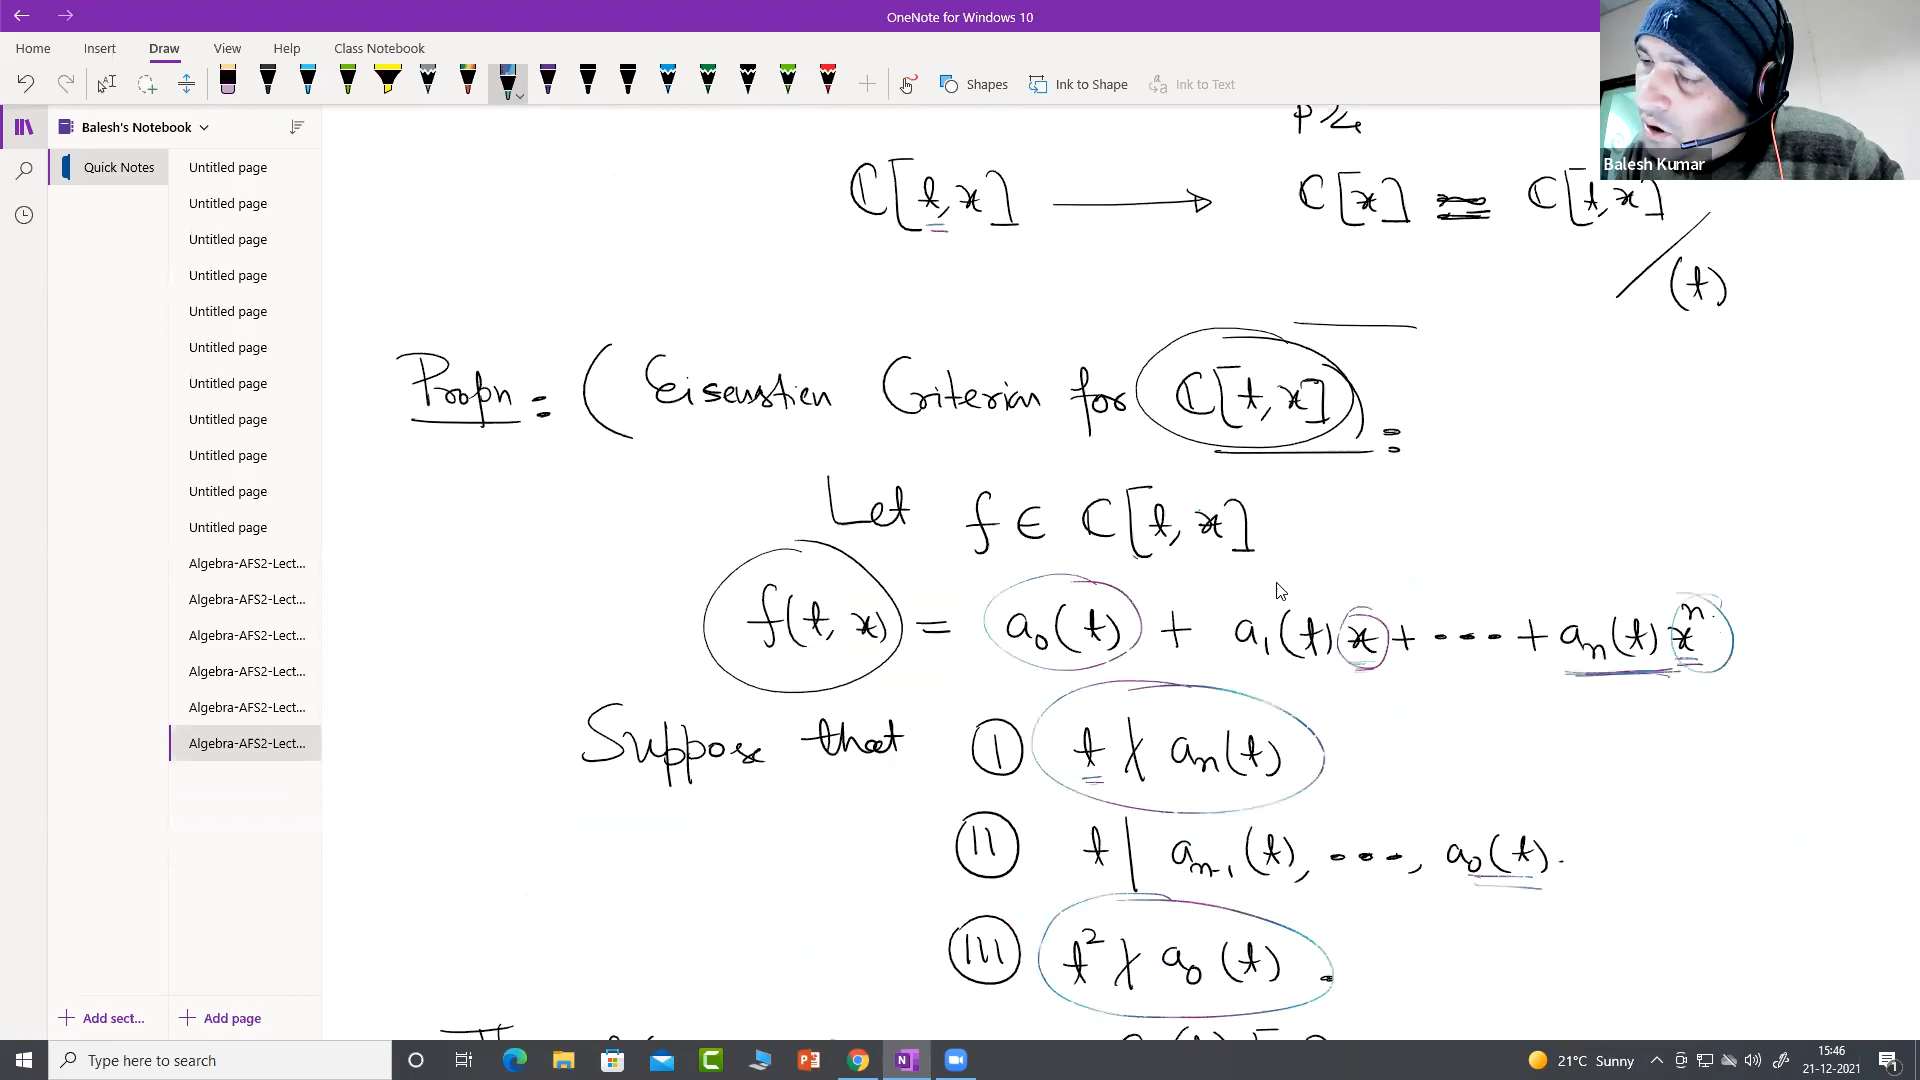 OneNote for Windows 10
Home Insert Draw View Help Class Notebook
Shapes Ink to Shape Ink to Text
Balesh Kumar
Balesh's Notebook
Quick Notes
Untitled page
Untitled page
Untitled page
Untitled page
Untitled page
Untitled page
Untitled page
Untitled page
Untitled page
Untitled page
Untitled page
Algebra-AFS2-Lect...
Algebra-AFS2-Lect...
Algebra-AFS2-Lect...
Algebra-AFS2-Lect...
Algebra-AFS2-Lect...
Algebra-AFS2-Lect...
Add sect...
Add page
ℂ[t,x] ⟶ ℂ[x] ≅ ℂ[t,x]/(t)
Propn = (Eisenstien Criterian for ℂ[t,x]) =
Let f ∈ ℂ[t,x]
f(t,x) = a₀(t) + a₁(t)x + ---- + aₙ(t)xⁿ.
Suppose that (I) t ∤ aₙ(t)
(II) t | aₙ₋₁(t), ----, a₀(t).
(III) t² ∤ a₀(t).
Type here to search
21°C Sunny
15:46
21-12-2021
1